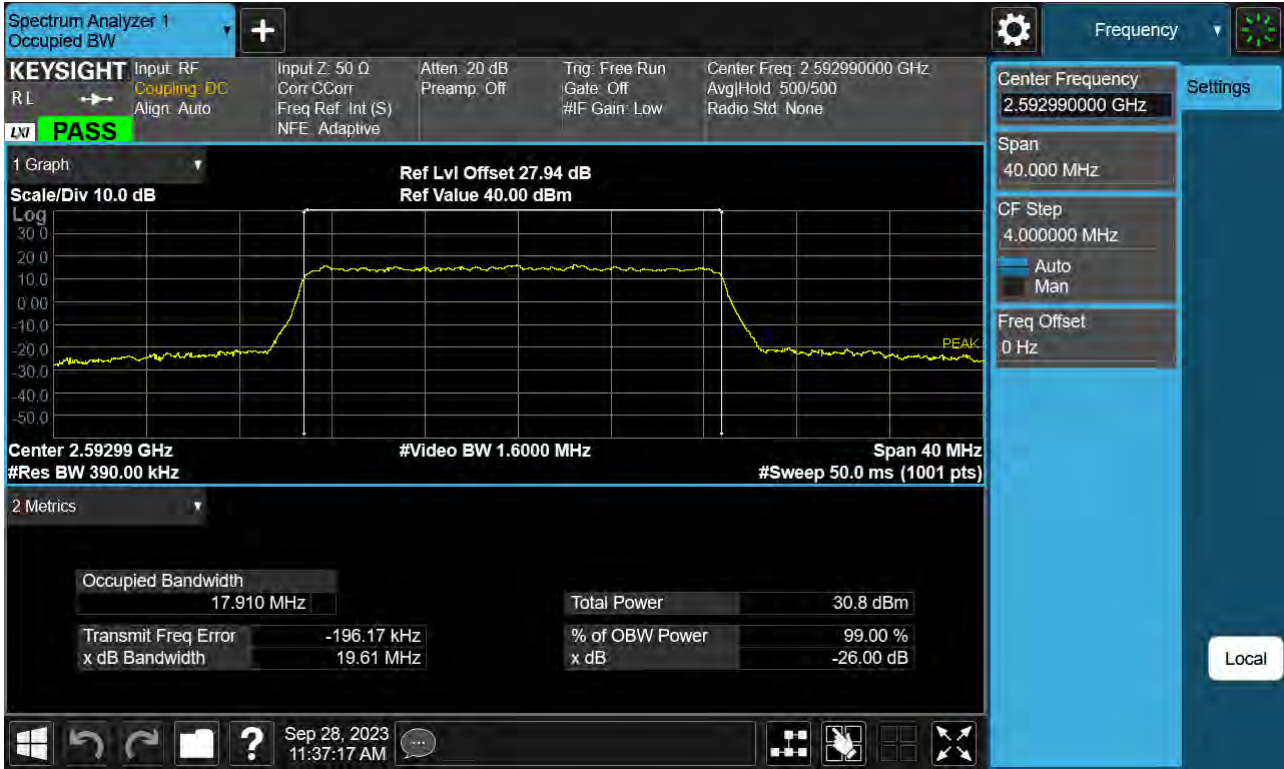 Spectrum Analyzer 1
Occupied BW
+
Frequency
KEYSIGHT
RL
LXI
PASS
Input: RF
Coupling: DC
Align: Auto
Input Z: 50 Ω
Corr CCorr
Freq Ref: Int (S)
NFE: Adaptive
Atten: 20 dB
Preamp: Off
Trig: Free Run
Gate: Off
#IF Gain: Low
Center Freq: 2.592990000 GHz
Avg|Hold: 500/500
Radio Std: None
Center Frequency
2.592990000 GHz
Settings
Span
40.000 MHz
CF Step
4.000000 MHz
Auto
Man
Freq Offset
0 Hz
Local
1 Graph
Scale/Div 10.0 dB
Ref Lvl Offset 27.94 dB
Ref Value 40.00 dBm
Log
30.0
20.0
10.0
0.00
-10.0
-20.0
-30.0
-40.0
-50.0
PEAK
Center 2.59299 GHz
#Video BW 1.6000 MHz
Span 40 MHz
#Res BW 390.00 kHz
#Sweep 50.0 ms (1001 pts)
2 Metrics
Occupied Bandwidth
17.910 MHz
Total Power 30.8 dBm
Transmit Freq Error -196.17 kHz
% of OBW Power 99.00 %
x dB Bandwidth 19.61 MHz
x dB -26.00 dB
?
Sep 28, 2023
11:37:17 AM